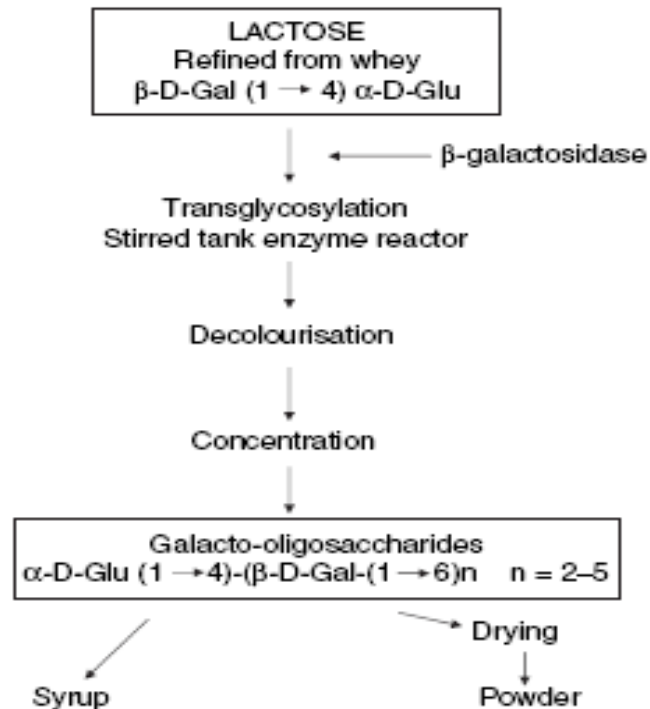 LACTOSE
Refined from whey
β-D-Gal (1 → 4) α-D-Glu
β-galactosidase
Transglycosylation
Stirred tank enzyme reactor
Decolourisation
Concentration
Galacto-oligosaccharides
α-D-Glu (1 →4)-(β-D-Gal-(1→6)n n = 2–5
Drying
Syrup
Powder